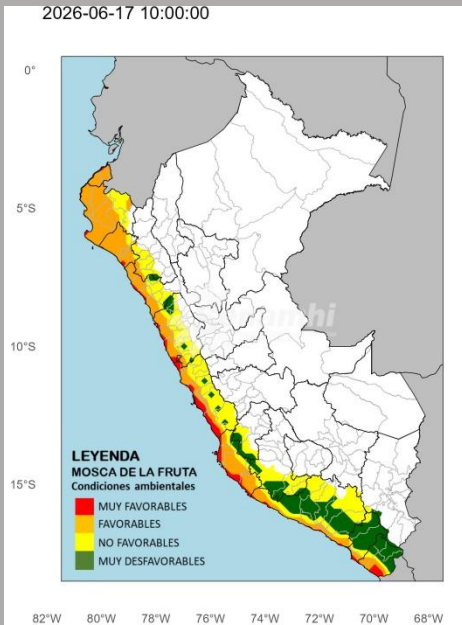 2026-06-17 10:00:00
0°
5°S
10°S
15°S
senamhi
LEYENDA
MOSCA DE LA FRUTA
Condiciones ambientales
MUY FAVORABLES
FAVORABLES
NO FAVORABLES
MUY DESFAVORABLES
82°W 80°W 78°W 76°W 74°W 72°W 70°W 68°W